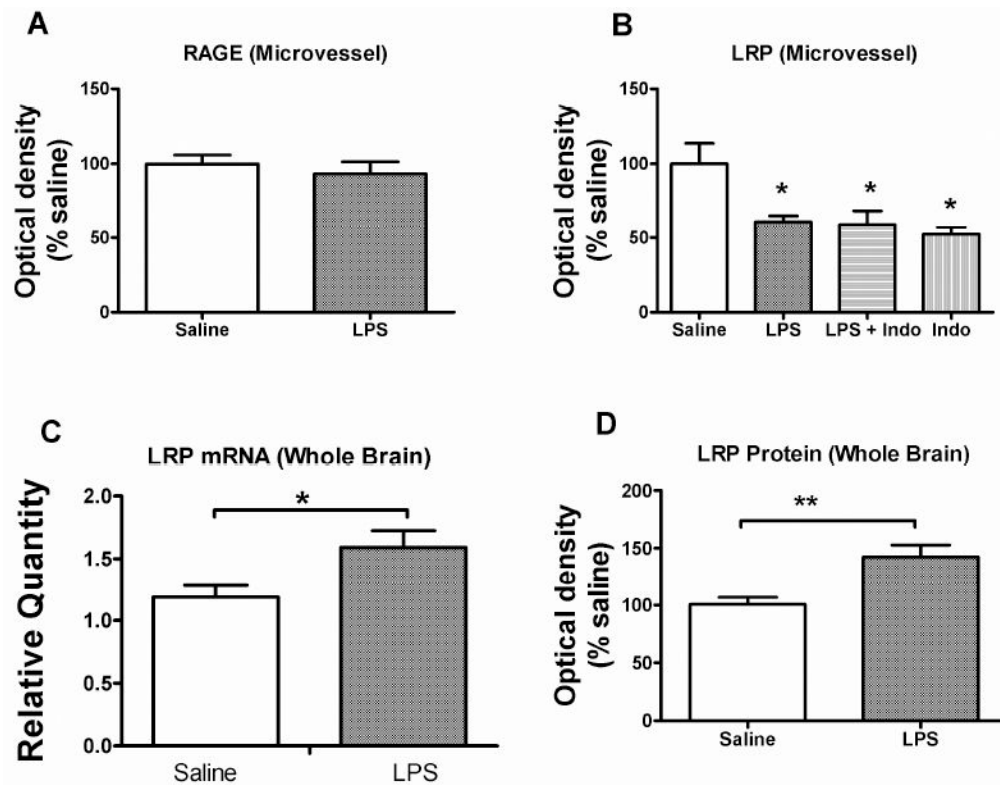 A
RAGE (Microvessel)
Optical density
(% saline)
150
100
50
0
Saline
LPS
B
LRP (Microvessel)
Optical density
(% saline)
150
100
50
0
*
*
*
Saline
LPS
LPS + Indo
Indo
C
LRP mRNA (Whole Brain)
Relative Quantity
2.0
1.5
1.0
0.5
0.0
*
Saline
LPS
D
LRP Protein (Whole Brain)
Optical density
(% saline)
200
150
100
50
0
**
Saline
LPS